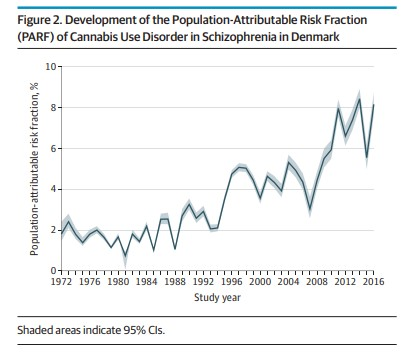 Figure 2. Development of the Population-Attributable Risk Fraction
(PARF) of Cannabis Use Disorder in Schizophrenia in Denmark
Population-attributable risk fraction, %
10
8
6
4
2
0
1972 1976 1980 1984 1988 1992 1996 2000 2004 2008 2012 2016
Study year
Shaded areas indicate 95% CIs.